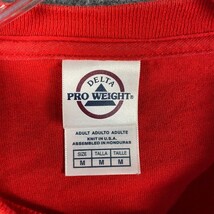 DELTA
PRO WEIGHT®
ADULT ADULTO ADULTE
KNIT IN U.S.A.
ASSEMBLED IN HONDURAS
SIZE TALLA TAILLE
M M M